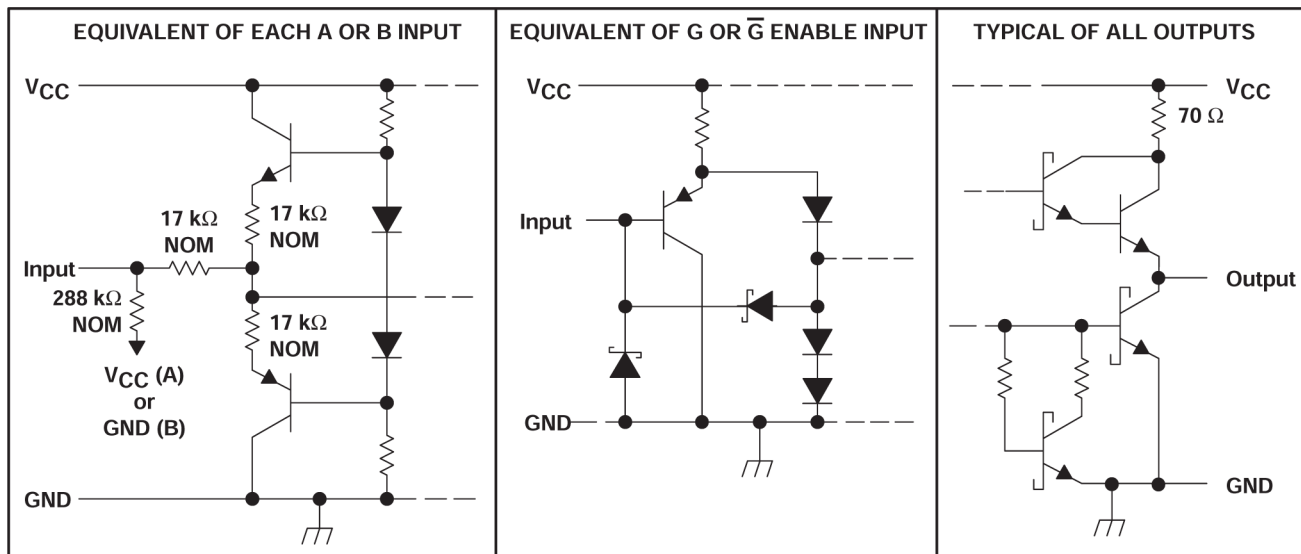 EQUIVALENT OF EACH A OR B INPUT
VCC
17 kΩ
NOM
17 kΩ
NOM
Input
288 kΩ
NOM
17 kΩ
NOM
VCC (A)
or
GND (B)
GND
EQUIVALENT OF G OR G̅ ENABLE INPUT
VCC
Input
GND
TYPICAL OF ALL OUTPUTS
VCC
70 Ω
Output
GND